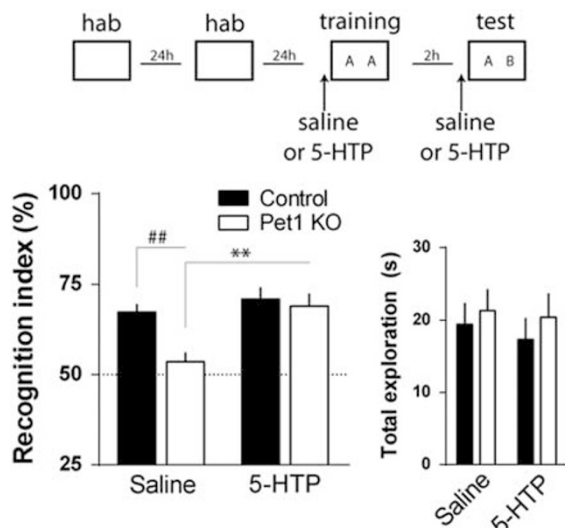 hab
hab
training
test
24h
24h
A A
2h
A B
saline
or 5-HTP
saline
or 5-HTP
Recognition index (%)
100
75
50
25
Control
Pet1 KO
##
**
Saline
5-HTP
Total exploration (s)
30
20
10
0
Saline
5-HTP